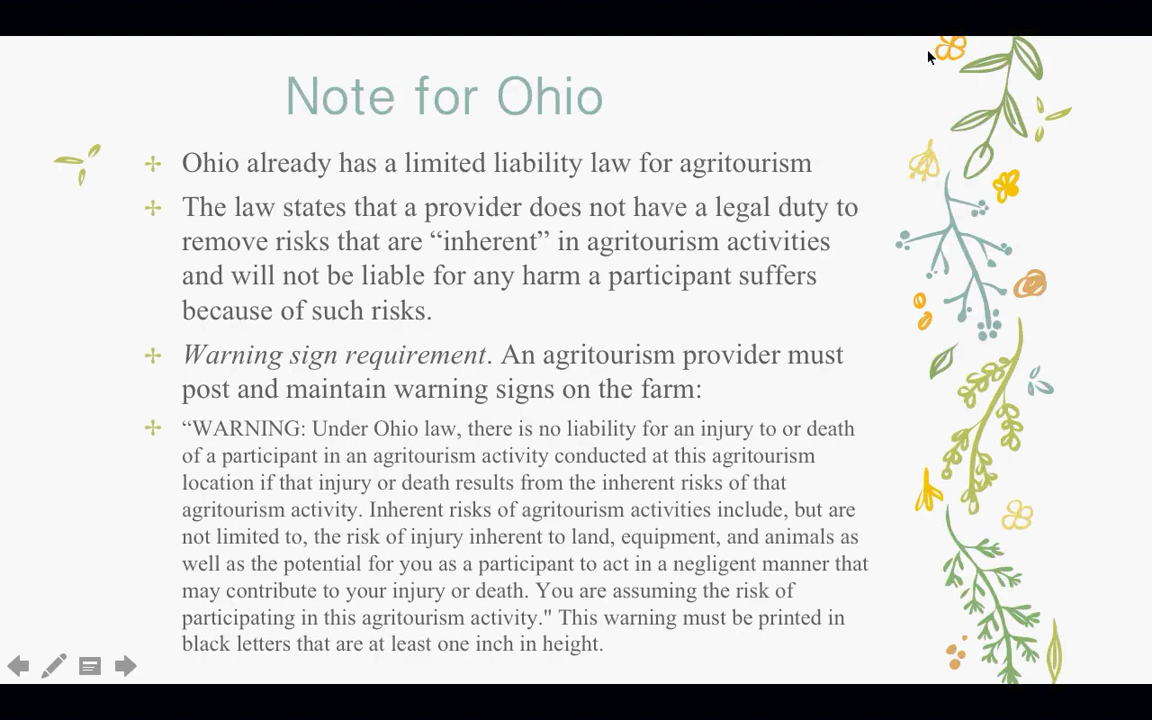 Note for Ohio
Ohio already has a limited liability law for agritourism
The law states that a provider does not have a legal duty to
remove risks that are “inherent” in agritourism activities
and will not be liable for any harm a participant suffers
because of such risks.
Warning sign requirement. An agritourism provider must
post and maintain warning signs on the farm:
“WARNING: Under Ohio law, there is no liability for an injury to or death
of a participant in an agritourism activity conducted at this agritourism
location if that injury or death results from the inherent risks of that
agritourism activity. Inherent risks of agritourism activities include, but are
not limited to, the risk of injury inherent to land, equipment, and animals as
well as the potential for you as a participant to act in a negligent manner that
may contribute to your injury or death. You are assuming the risk of
participating in this agritourism activity." This warning must be printed in
black letters that are at least one inch in height.